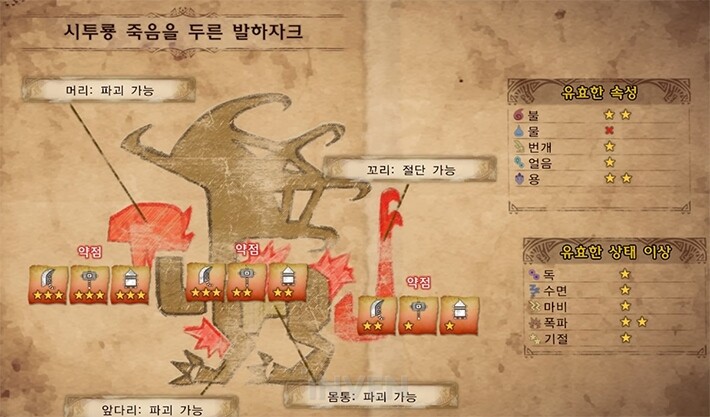 시투룡 죽음을 두른 발하자크
머리: 파괴 가능
유효한 속성
불
물
번개
얼음
용
꼬리: 절단 가능
약점
약점
약점
유효한 상태 이상
독
수면
마비
폭파
기절
몸통: 파괴 가능
앞다리: 파괴 가능